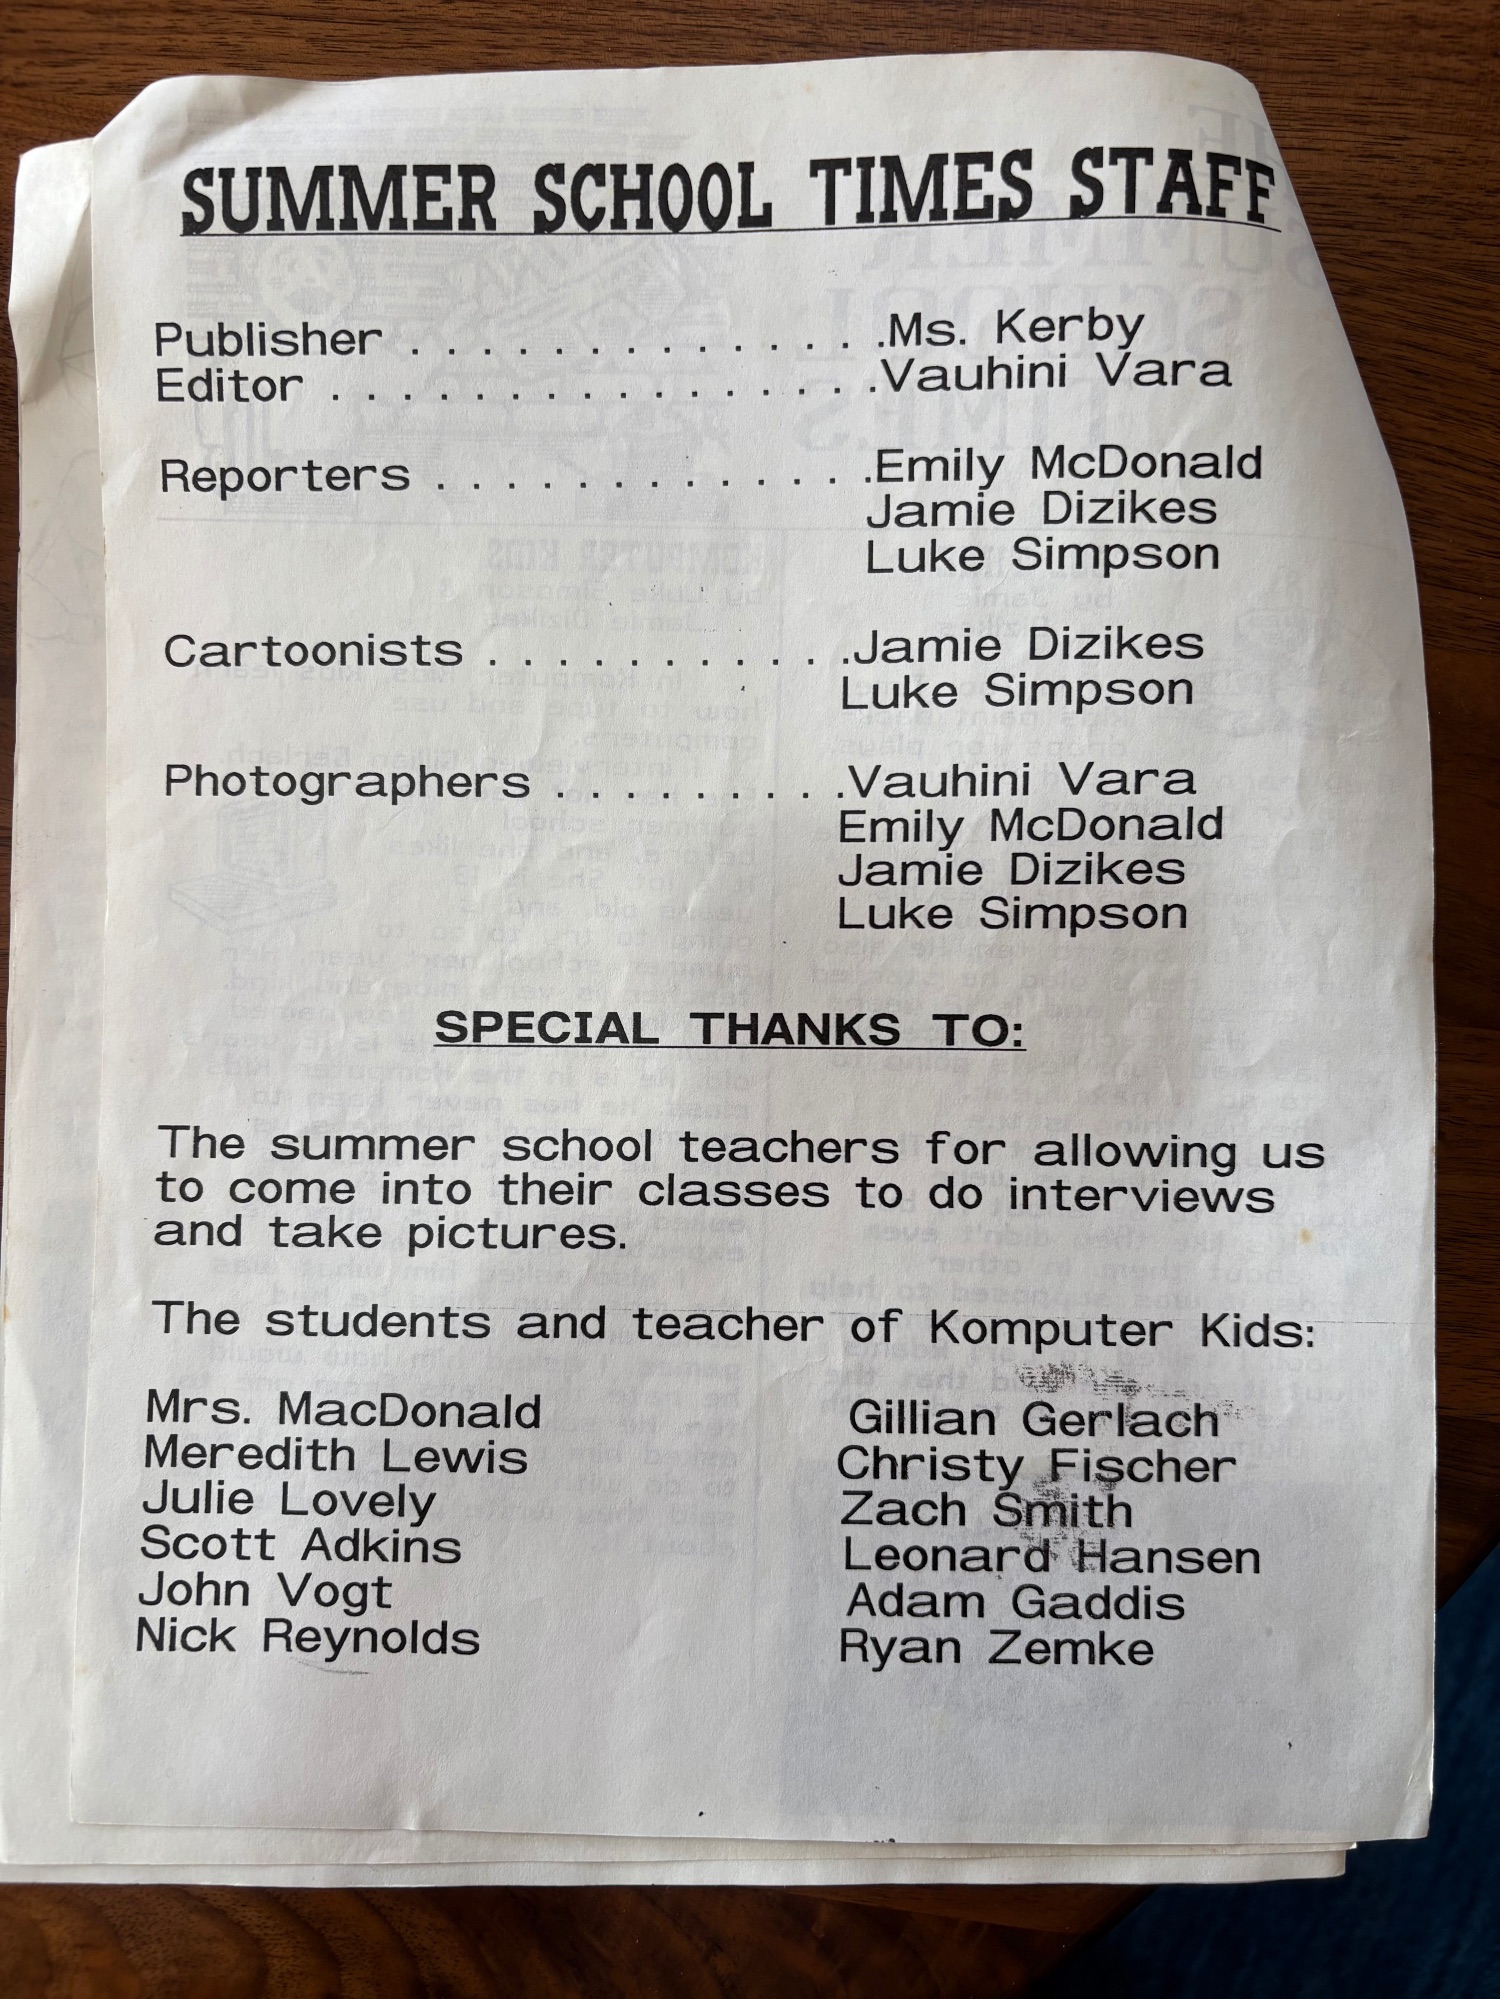 SUMMER SCHOOL TIMES STAFF
Publisher . . . . . . . . . . . . . .Ms. Kerby
Editor . . . . . . . . . . . . . . . .Vauhini Vara
Reporters . . . . . . . . . . . . .Emily McDonald
Jamie Dizikes
Luke Simpson
Cartoonists . . . . . . . . . . .Jamie Dizikes
Luke Simpson
Photographers . . . . . . . . .Vauhini Vara
Emily McDonald
Jamie Dizikes
Luke Simpson
SPECIAL THANKS TO:
The summer school teachers for allowing us
to come into their classes to do interviews
and take pictures.
The students and teacher of Komputer Kids:
Mrs. MacDonald
Meredith Lewis
Julie Lovely
Scott Adkins
John Vogt
Nick Reynolds
Gillian Gerlach
Christy Fischer
Zach Smith
Leonard Hansen
Adam Gaddis
Ryan Zemke